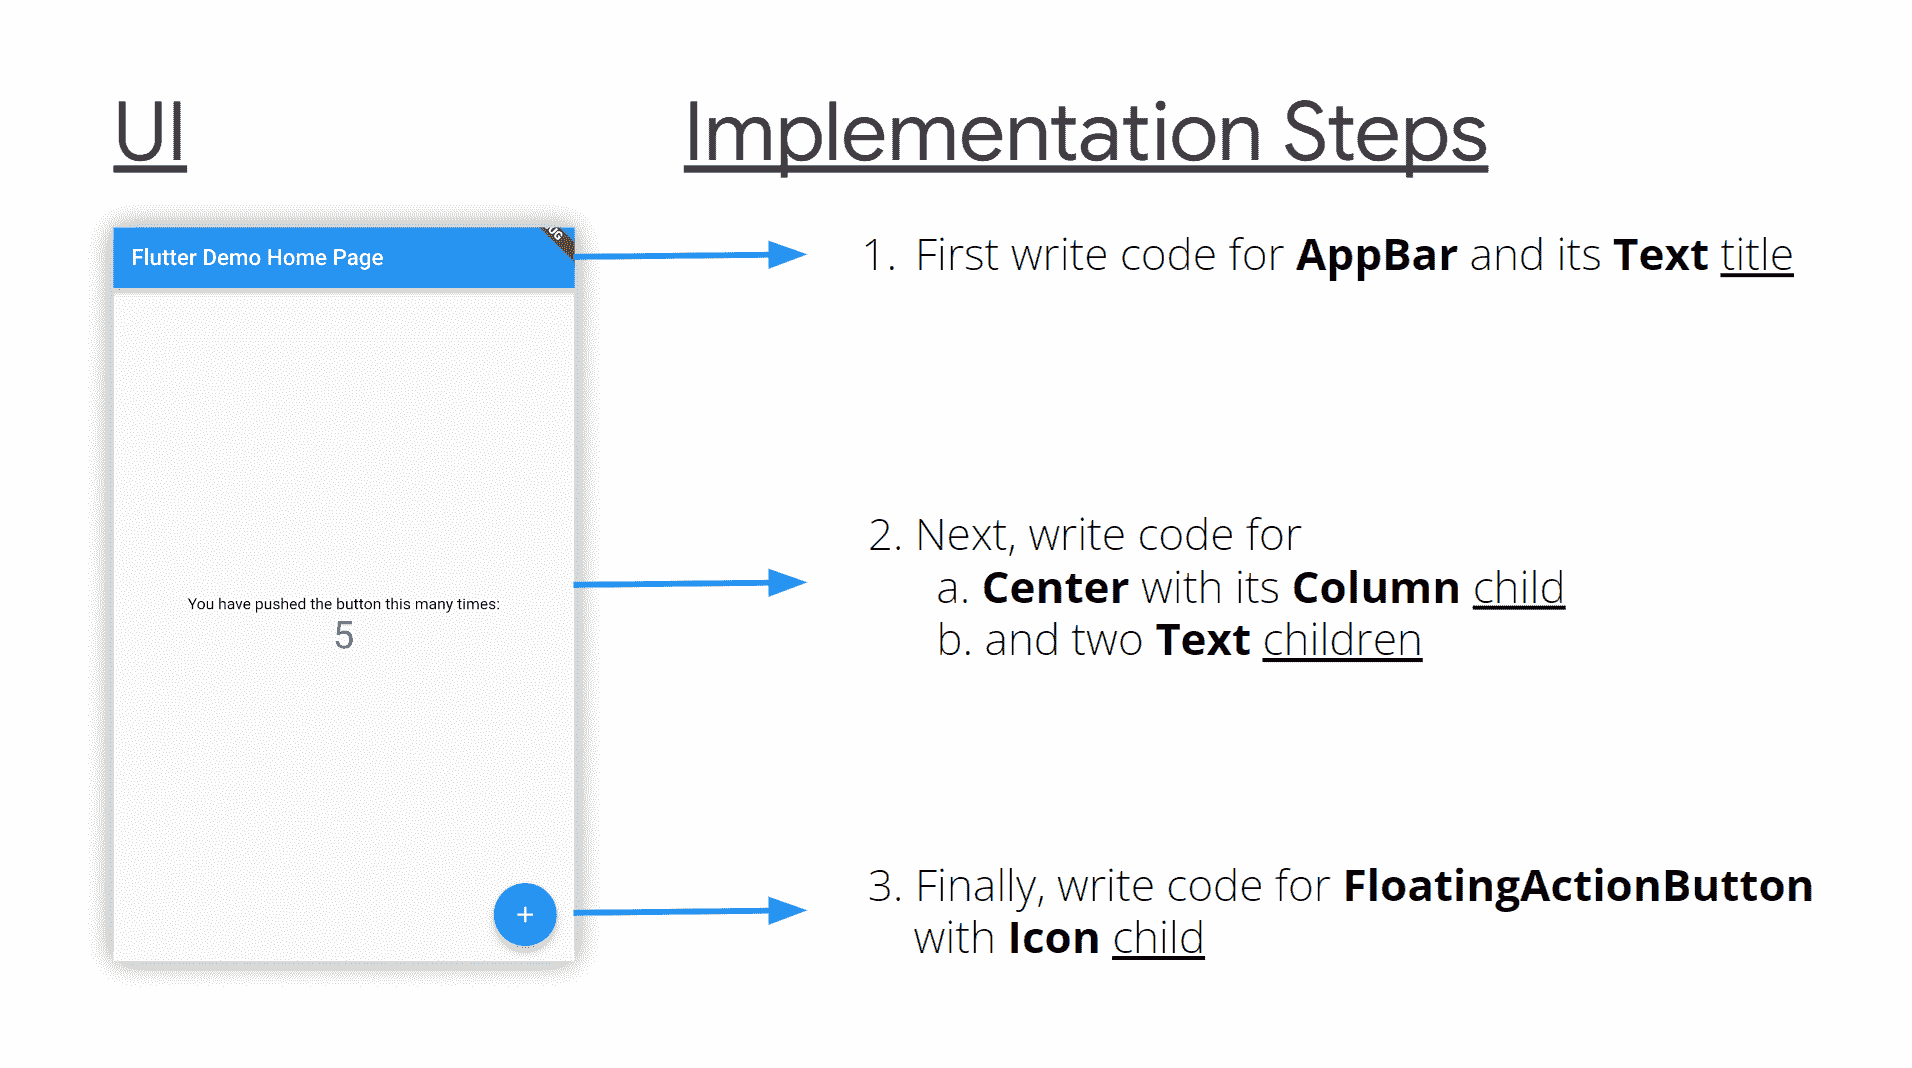 UI
Implementation Steps
Flutter Demo Home Page
1. First write code for AppBar and its Text title
You have pushed the button this many times:
5
2. Next, write code for
a. Center with its Column child
b. and two Text children
+
3. Finally, write code for FloatingActionButton
with Icon child